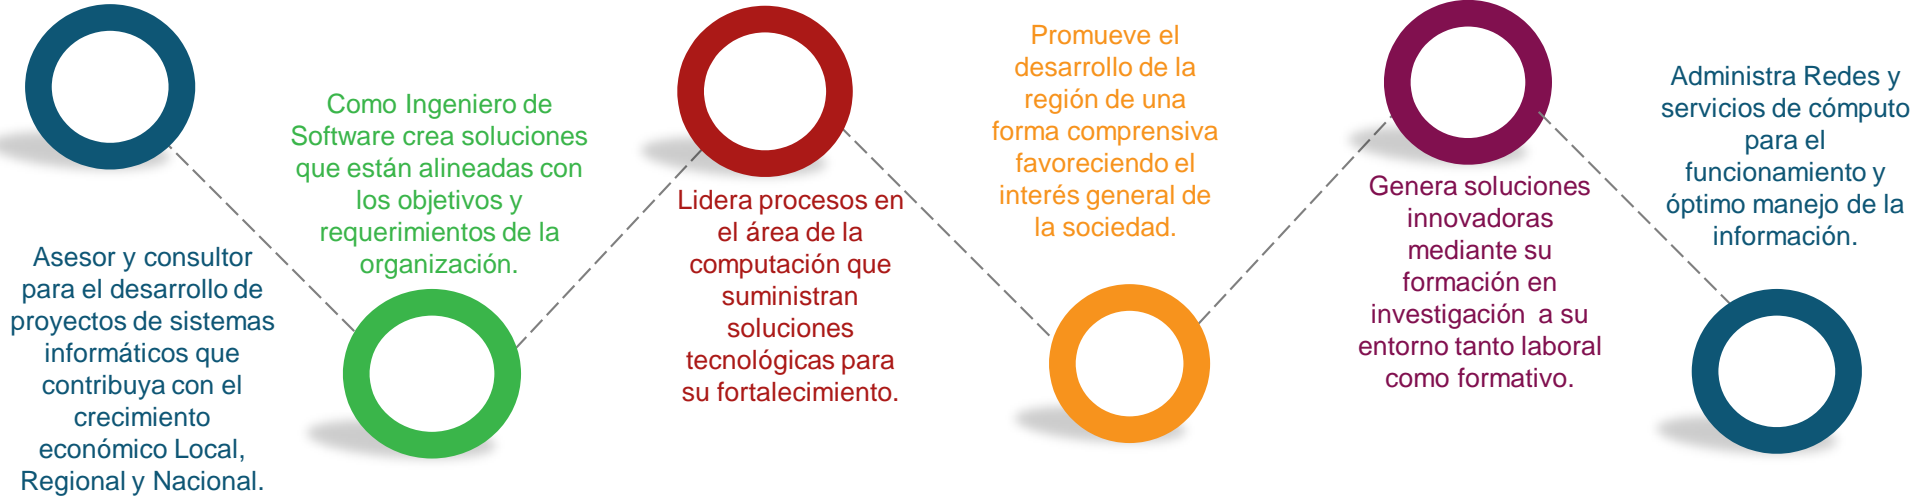 Asesor y consultor
para el desarrollo de
proyectos de sistemas
informáticos que
contribuya con el
crecimiento
económico Local,
Regional y Nacional.
Como Ingeniero de
Software crea soluciones
que están alineadas con
los objetivos y
requerimientos de la
organización.
Lidera procesos en
el área de la
computación que
suministran
soluciones
tecnológicas para
su fortalecimiento.
Promueve el
desarrollo de la
región de una
forma comprensiva
favoreciendo el
interés general de
la sociedad.
Genera soluciones
innovadoras
mediante su
formación en
investigación a su
entorno tanto laboral
como formativo.
Administra Redes y
servicios de cómputo
para el
funcionamiento y
óptimo manejo de la
información.